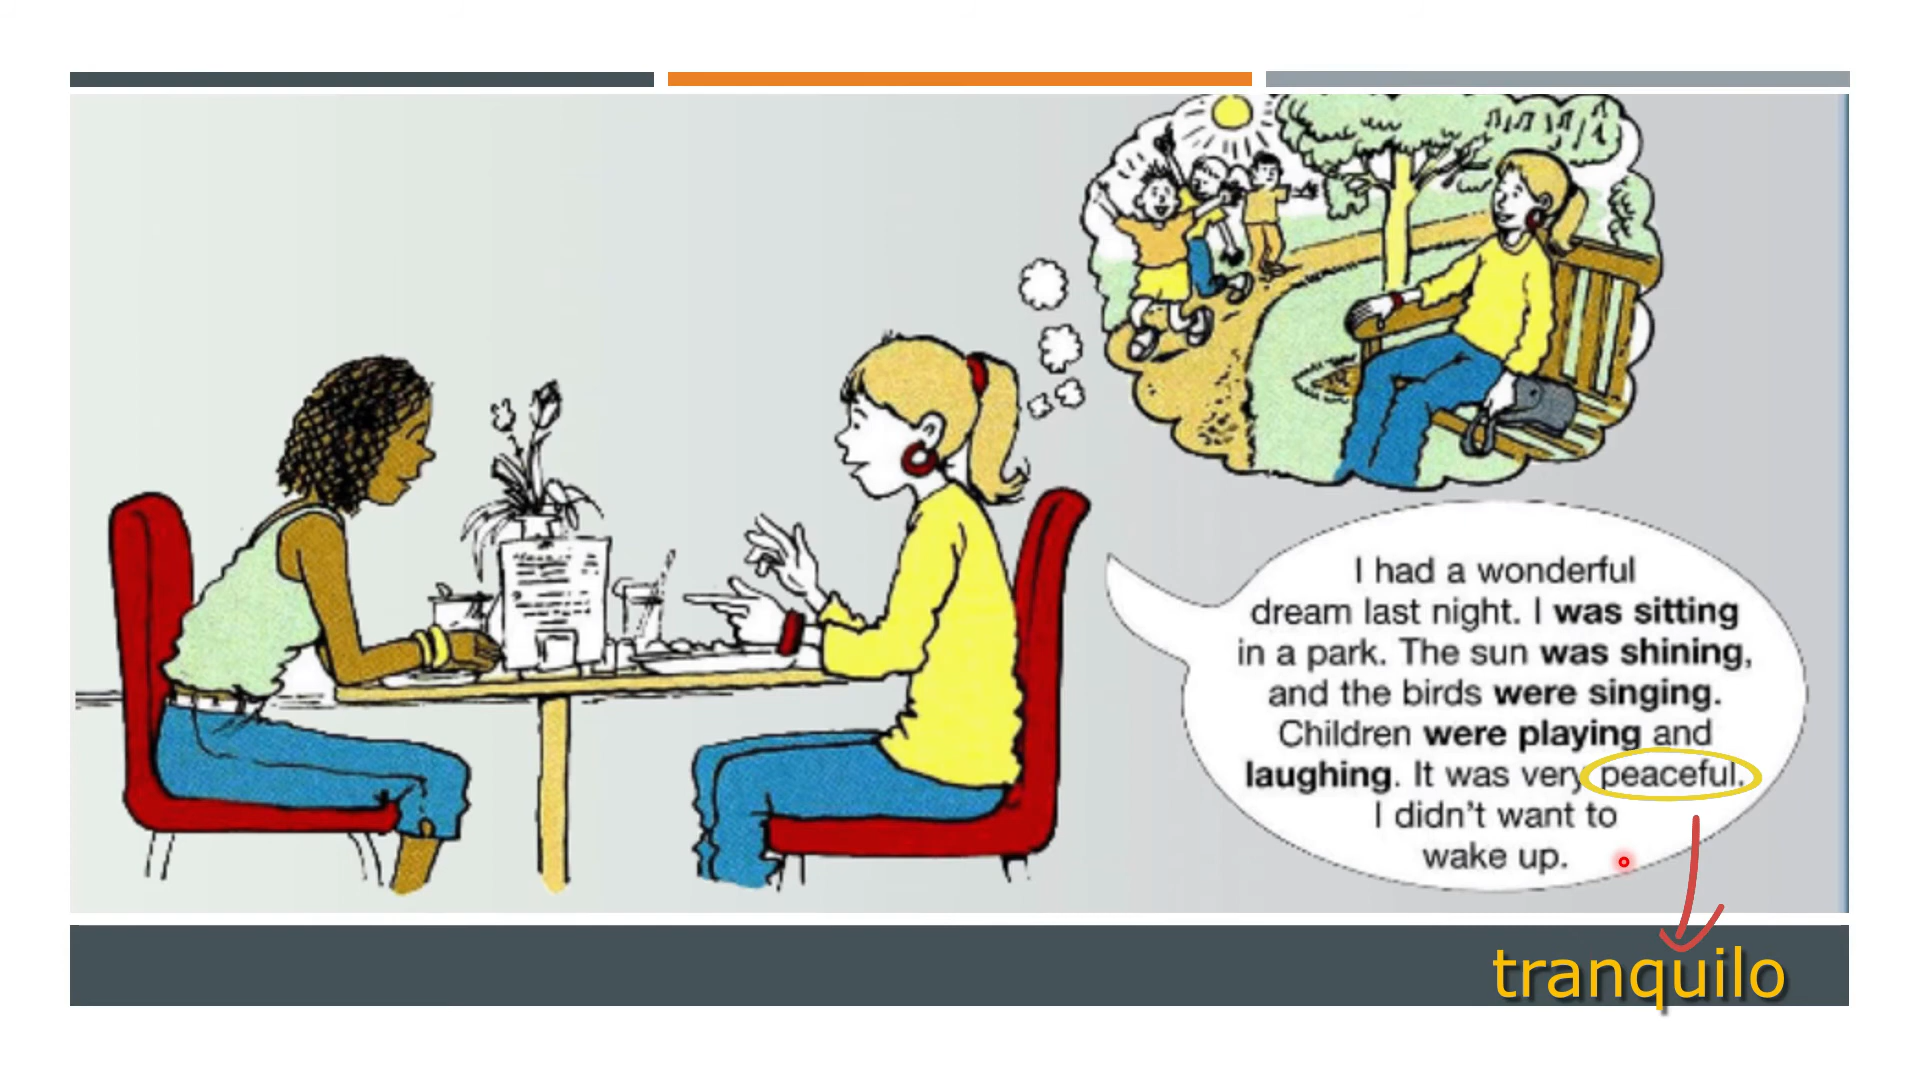 I had a wonderful
dream last night. I was sitting
in a park. The sun was shining,
and the birds were singing.
Children were playing and
laughing. It was very peaceful.
I didn't want to
wake up.
tranquilo